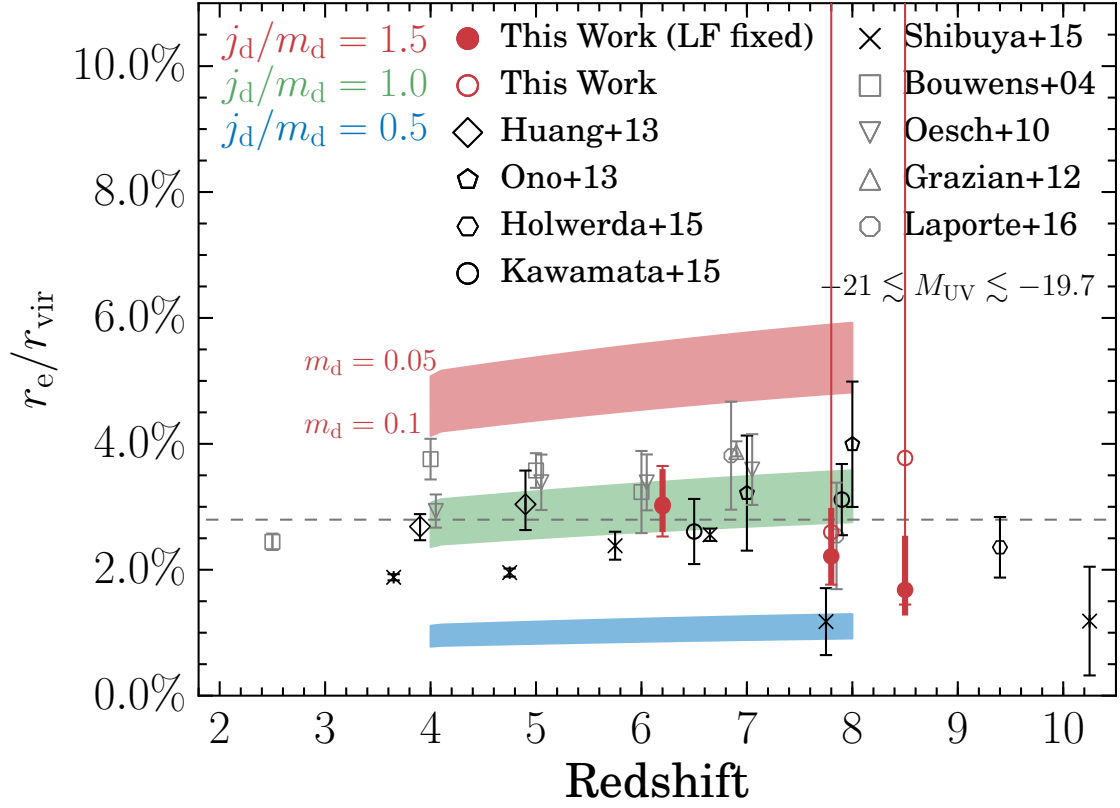 j_d/m_d = 1.5
j_d/m_d = 1.0
j_d/m_d = 0.5
This Work (LF fixed)
This Work
Huang+13
Ono+13
Holwerda+15
Kawamata+15
Shibuya+15
Bouwens+04
Oesch+10
Grazian+12
Laporte+16
−21 ≲ M_UV ≲ −19.7
m_d = 0.05
m_d = 0.1
r_e/r_vir
10.0%
8.0%
6.0%
4.0%
2.0%
0.0%
2 3 4 5 6 7 8 9 10
Redshift